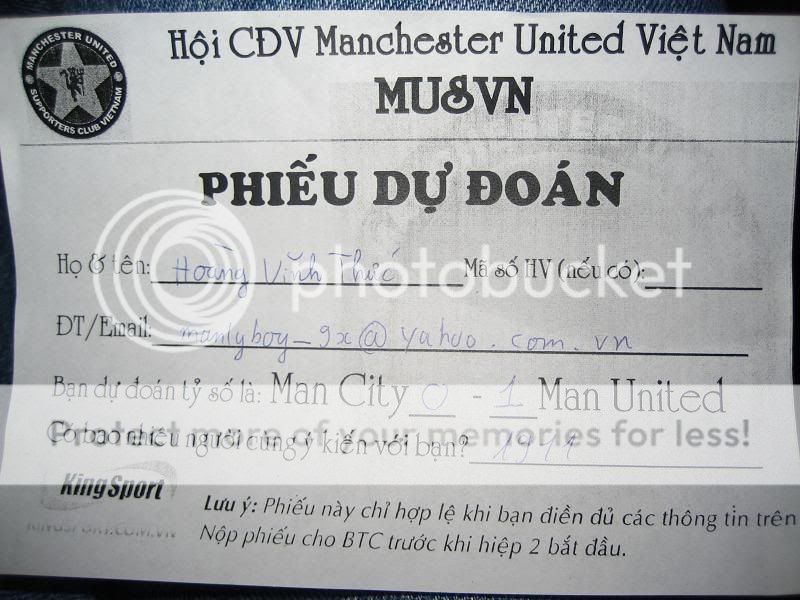 MANCHESTER UNITED
SUPPORTERS CLUB VIETNAM
Hội CĐV Manchester United Việt Nam
MUSVN
PHIẾU DỰ ĐOÁN
Họ & tên: Hoàng Vĩnh Thức Mã số HV (nếu có):
photobucket
ĐT/Email: manlyboy_9x@yahoo.com.vn
Bạn dự đoán tỷ số là: Man City 0 - 1 Man United
Protect more of your memories for less!
Có bao nhiêu người cùng ý kiến với bạn? 1911
KingSport
KINGSPORT.COM.VN
Lưu ý: Phiếu này chỉ hợp lệ khi bạn điền đủ các thông tin trên
Nộp phiếu cho BTC trước khi hiệp 2 bắt đầu.